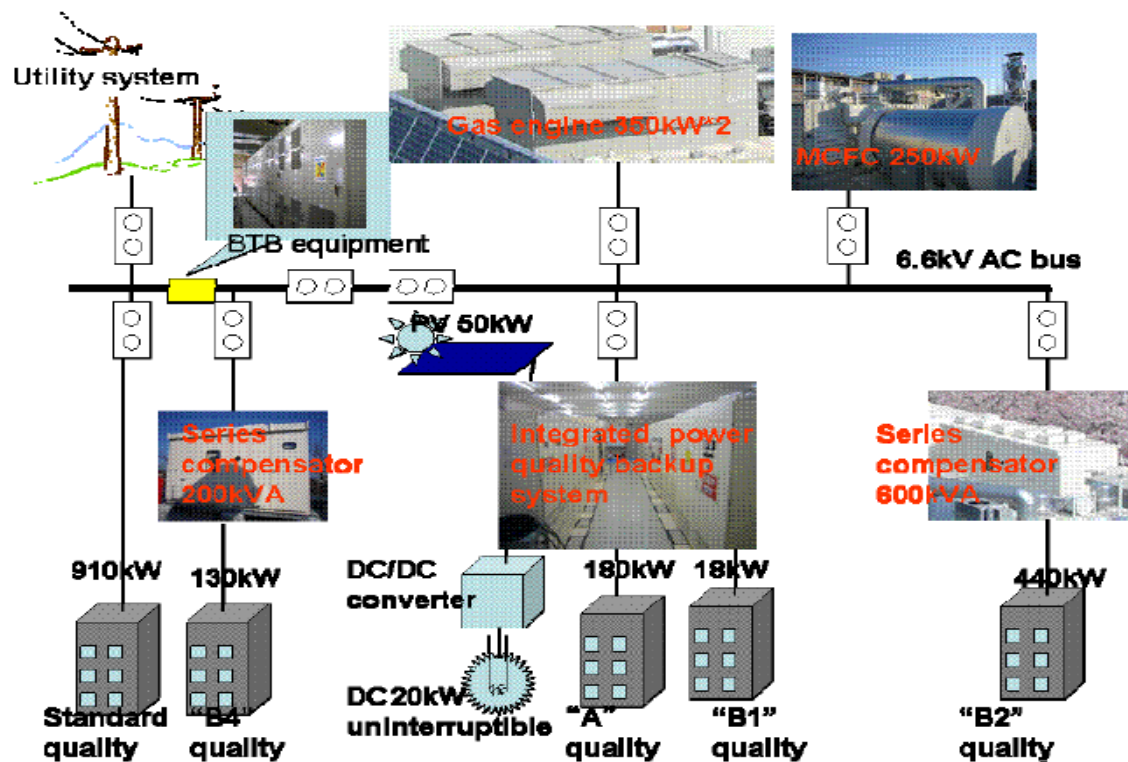 Utility system
Gas engine 350kW*2
MCFC 250kW
BTB equipment
6.6kV AC bus
PV 50kW
Series
compensator
200kVA
Integrated power
quality backup
system
Series
compensator
600kVA
910kW
130kW
DC/DC
converter
180kW
18kW
440kW
DC 20kW
uninterruptible
Standard
quality
“B4”
quality
“A”
quality
“B1”
quality
“B2”
quality